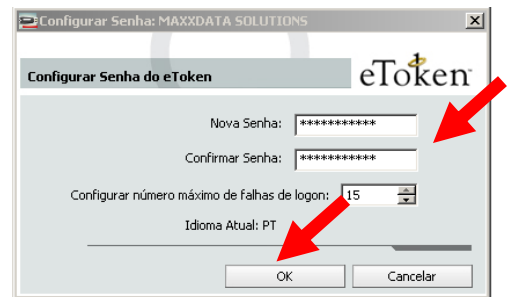 Configurar Senha: MAXXDATA SOLUTIONS
Configurar Senha do eToken
eToken
Nova Senha: ***********
Confirmar Senha: ***********
Configurar número máximo de falhas de logon: 15
Idioma Atual: PT
OK Cancelar